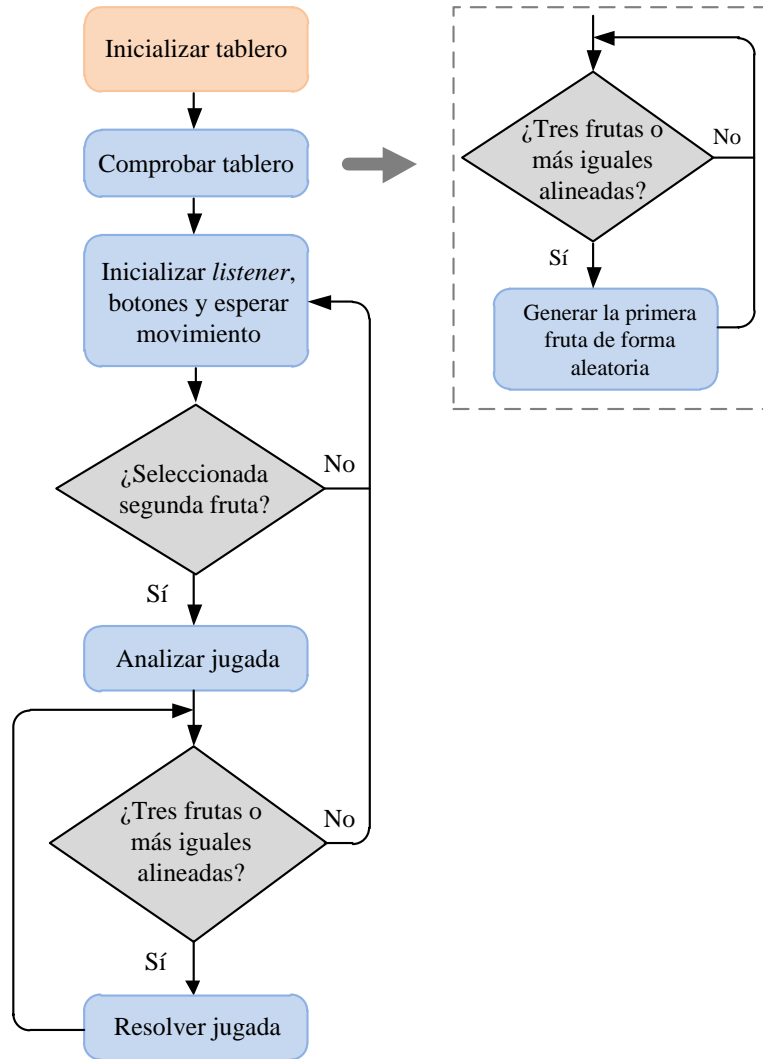 Inicializar tablero
Comprobar tablero
Inicializar listener,
botones y esperar
movimiento
¿Seleccionada
segunda fruta?
No
Sí
Analizar jugada
¿Tres frutas o
más iguales
alineadas?
No
Sí
Resolver jugada
¿Tres frutas o
más iguales
alineadas?
No
Sí
Generar la primera
fruta de forma
aleatoria